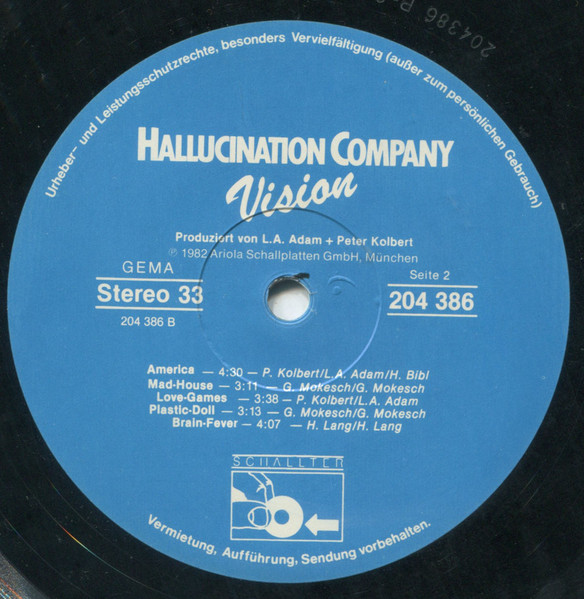 Urheber- und Leistungsschutzrechte, besonders Vervielfältigung (außer zum persönlichen Gebrauch)
HALLUCINATION COMPANY
Vision
Produziert von L.A. Adam + Peter Kolbert
℗ 1982 Ariola Schallplatten GmbH, München
GEMA
Stereo 33
204 386 B
Seite 2
204 386
America — 4:30 — P. Kolbert/L.A. Adam/H. Bibl
Mad-House — 3:11 — G. Mokesch/G. Mokesch
Love-Games — 3:38 — P. Kolbert/L.A. Adam
Plastic-Doll — 3:13 — G. Mokesch/G. Mokesch
Brain-Fever — 4:07 — H. Lang/H. Lang
SCHALLTER
Vermietung, Aufführung, Sendung vorbehalten.
204386